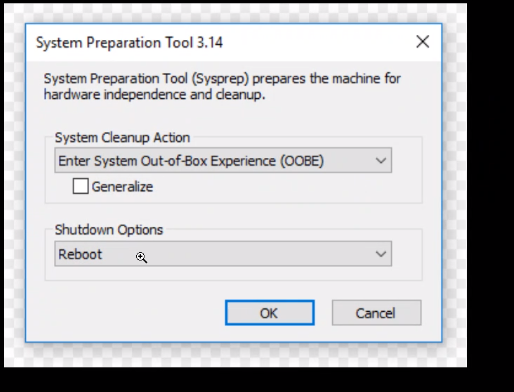 System Preparation Tool 3.14
System Preparation Tool (Sysprep) prepares the machine for
hardware independence and cleanup.
System Cleanup Action
Enter System Out-of-Box Experience (OOBE)
Generalize
Shutdown Options
Reboot
OK
Cancel